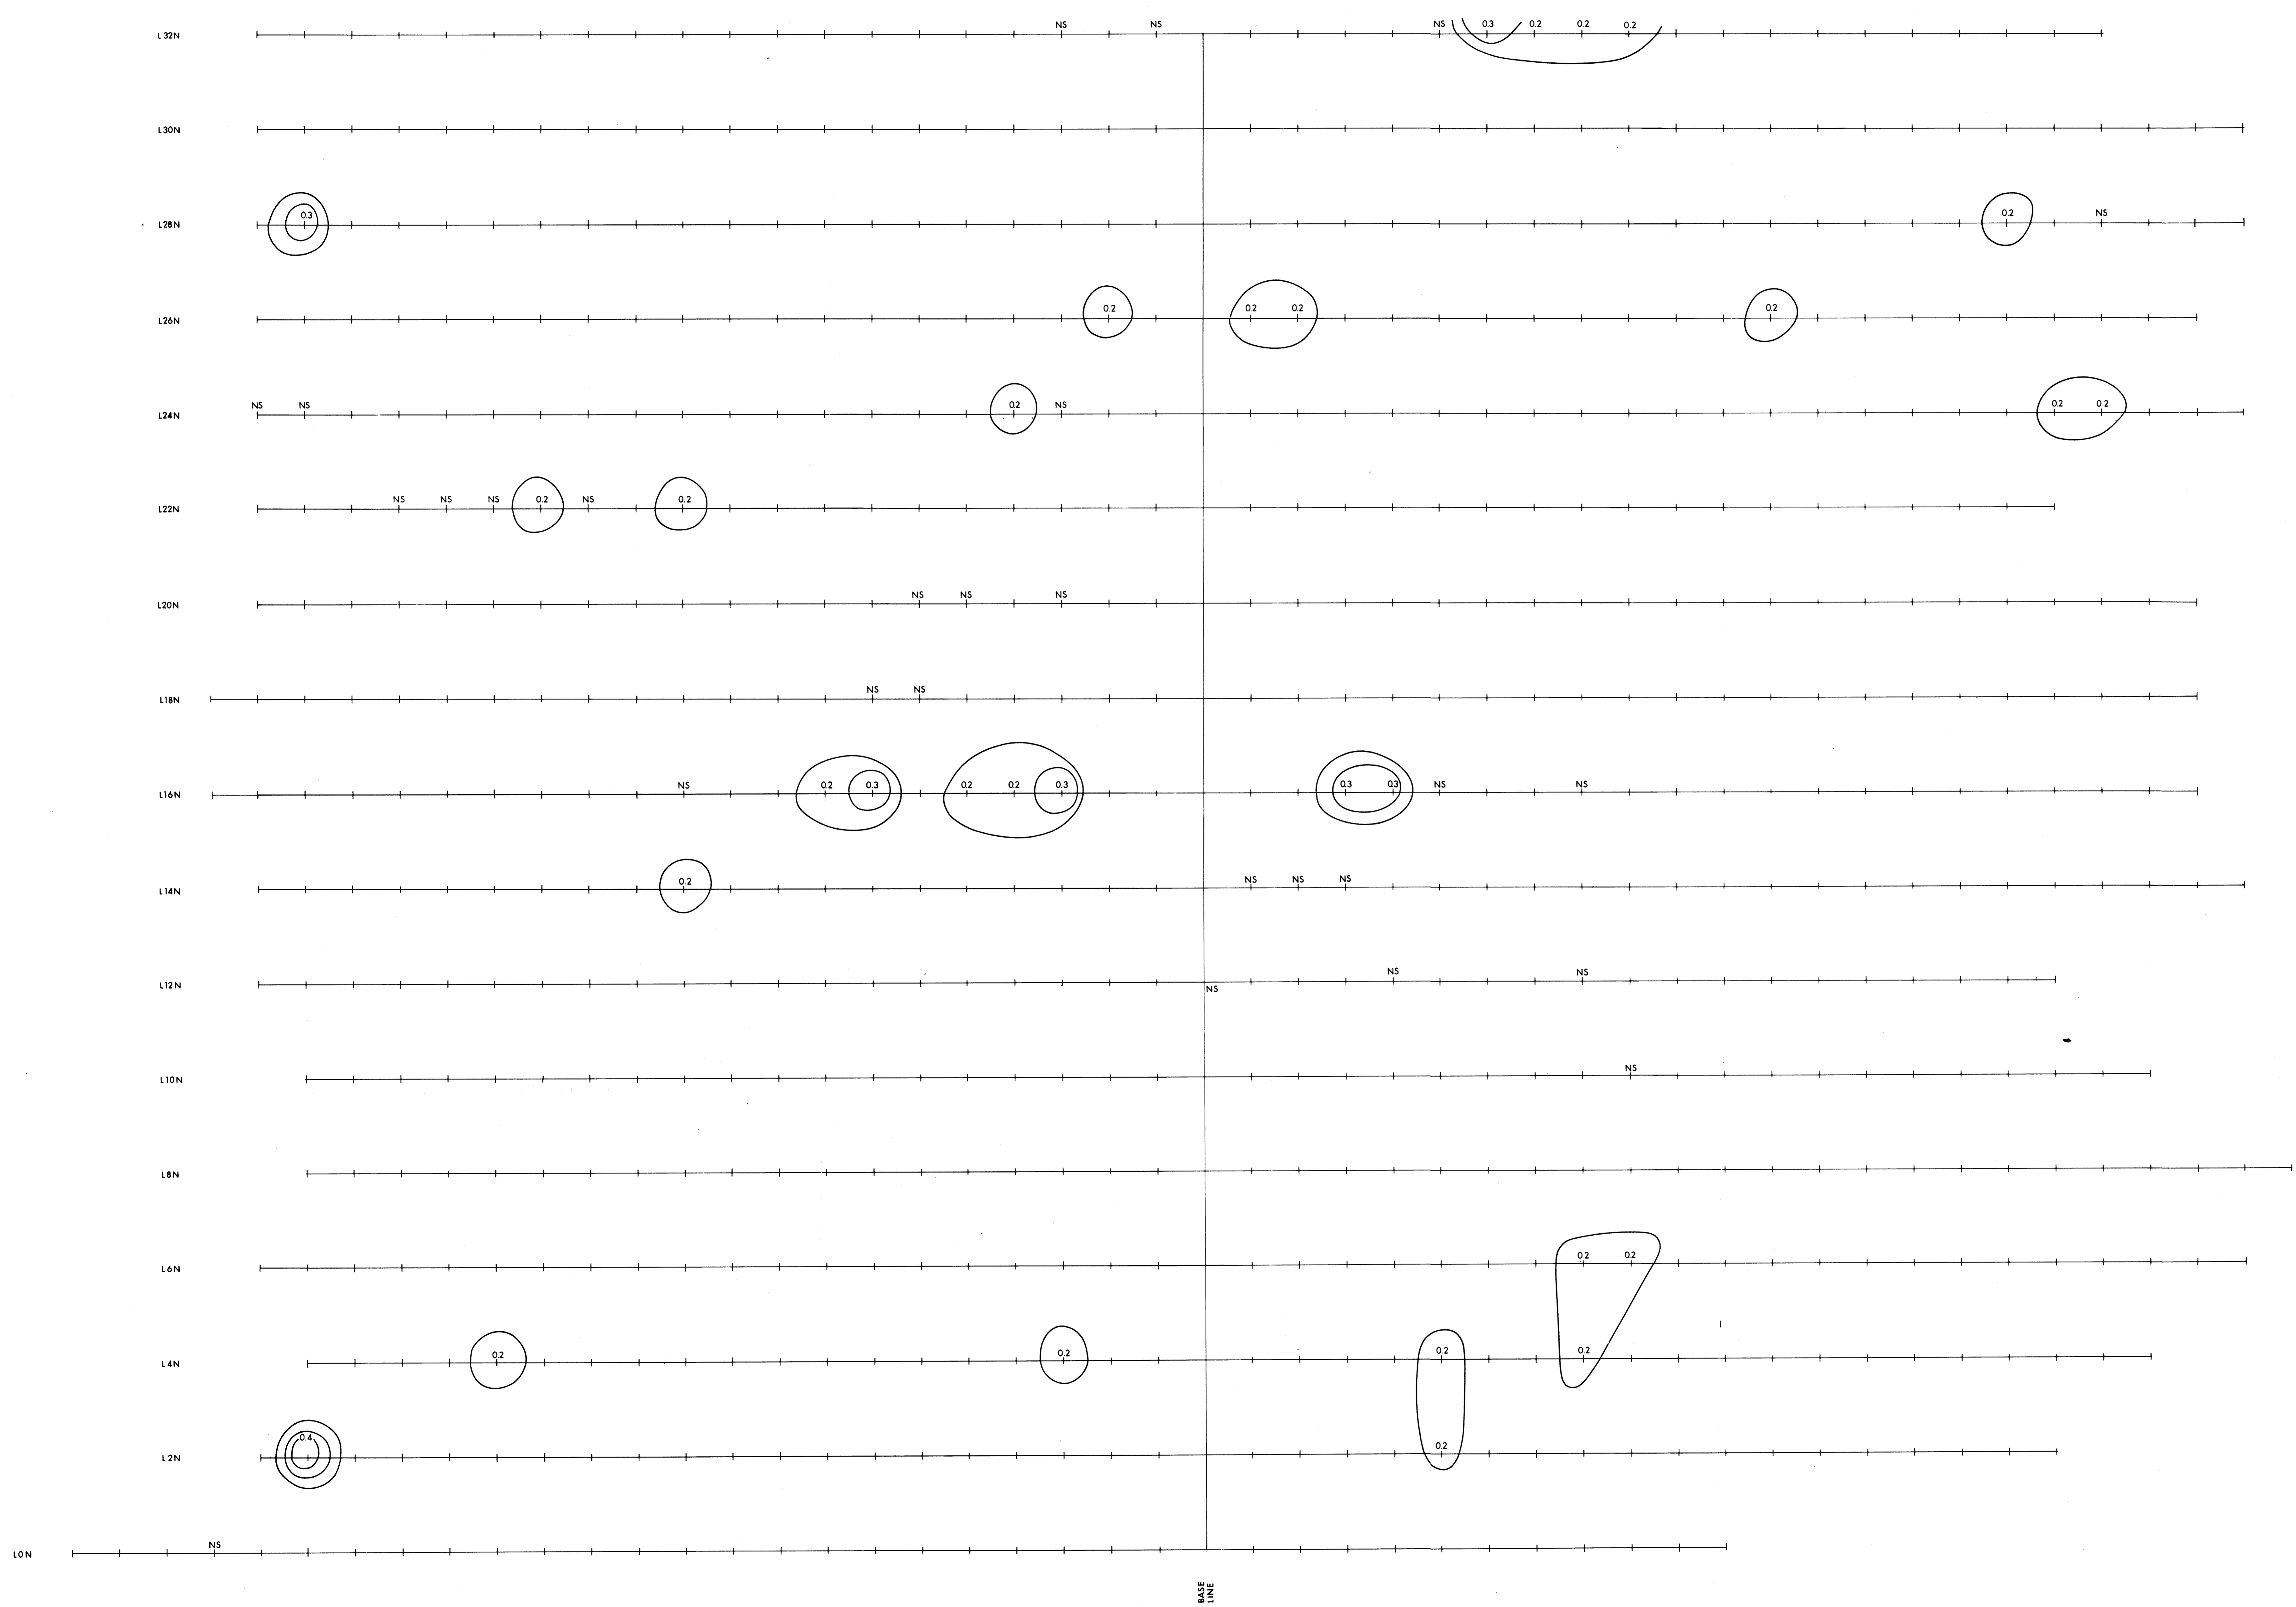 NS NS NS 0.3 0.2 0.2 0.2
L32N
L30N
0.3 0.2 NS
L28N
0.2 0.2 0.2 0.2
L26N
NS NS 0.2 NS 0.2 0.2
L24N
NS NS NS 0.2 NS 0.2
L22N
NS NS NS
L20N
NS NS
L18N
NS 0.2 0.3 0.2 0.2 0.3 0.3 0.3 NS NS
L16N
0.2 NS NS NS
L14N
NS NS
L12N
NS
NS
L10N
L8N
0.2 0.2
L6N
0.2 0.2 0.2 0.2
L4N
0.4 0.2
L2N
NS
L0N
BASE
LINE